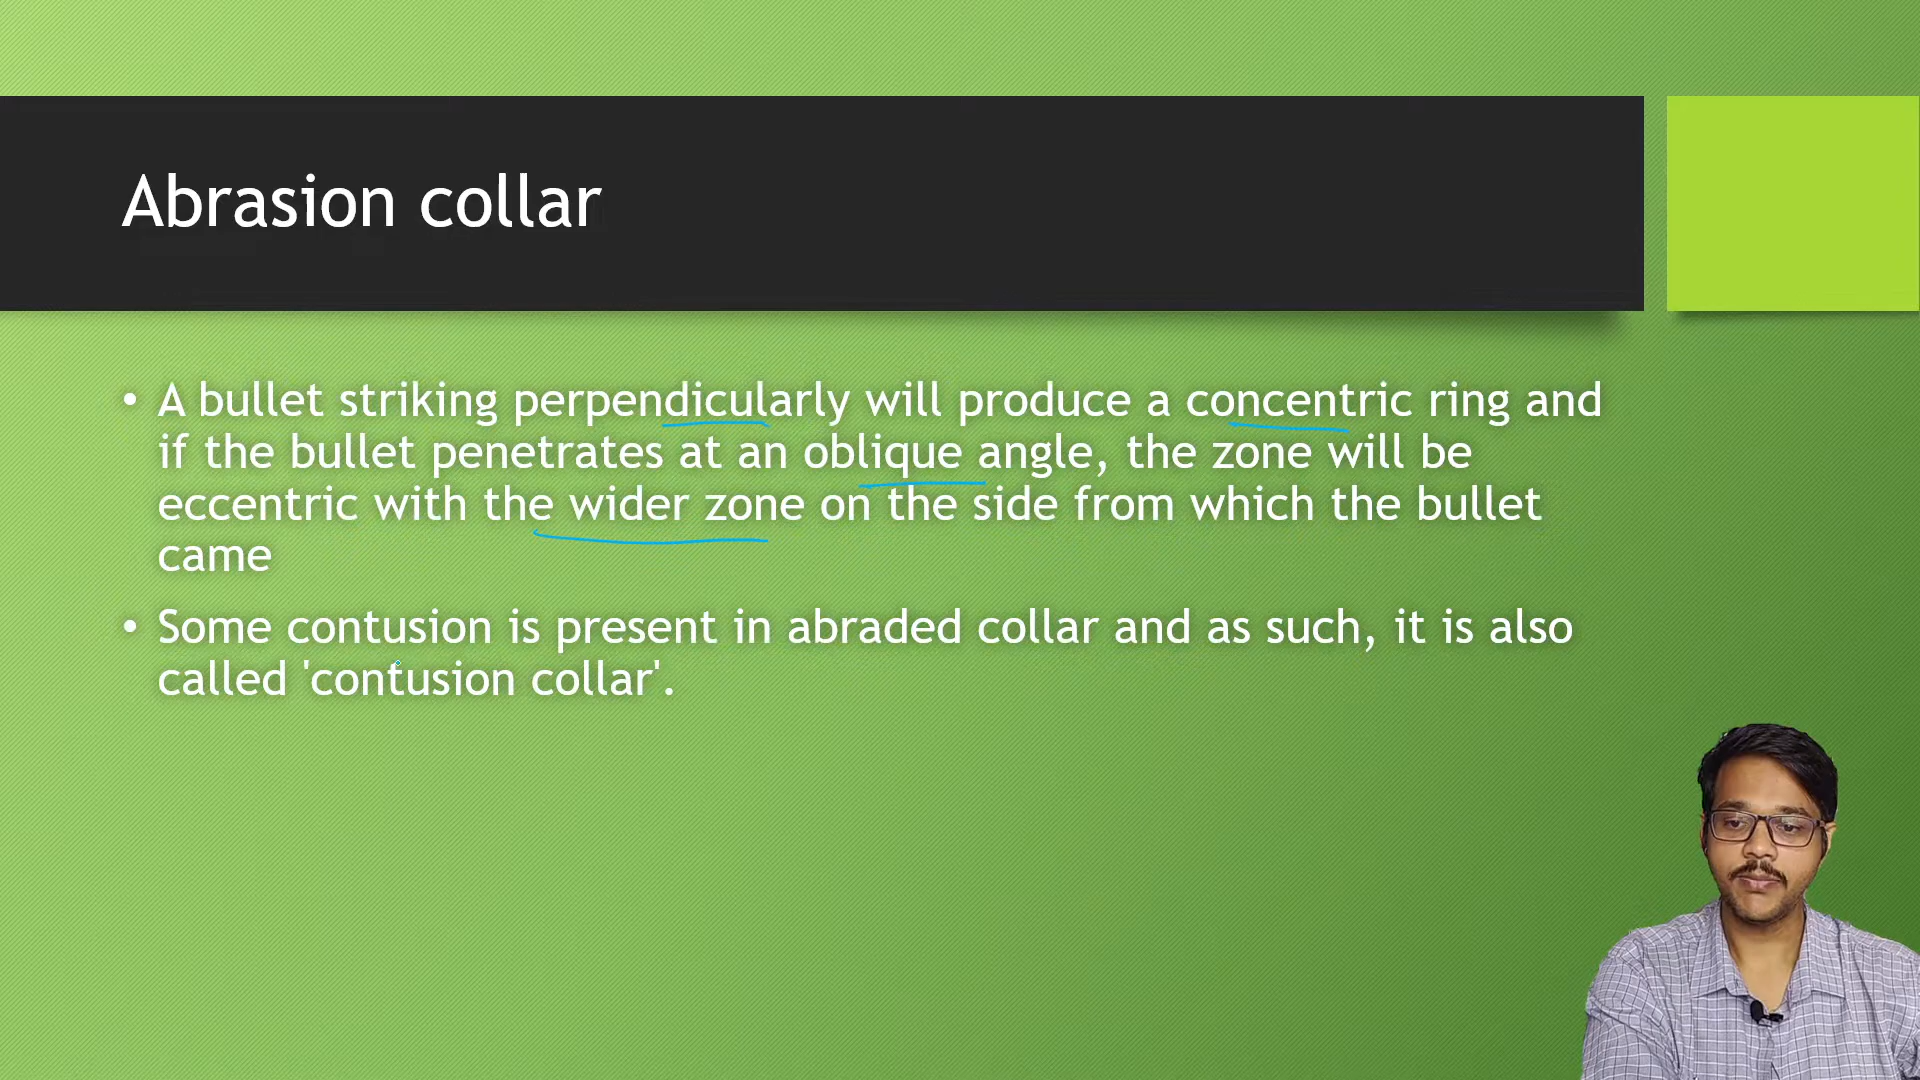 Abrasion collar
• A bullet striking perpendicularly will produce a concentric ring and
if the bullet penetrates at an oblique angle, the zone will be
eccentric with the wider zone on the side from which the bullet
came
• Some contusion is present in abraded collar and as such, it is also
called 'contusion collar'.